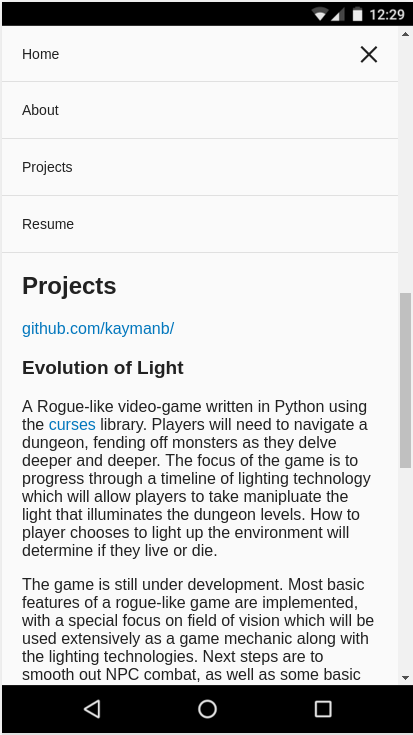 12:29
Home
About
Projects
Resume
Projects
github.com/kaymanb/
Evolution of Light
A Rogue-like video-game written in Python using
the curses library. Players will need to navigate a
dungeon, fending off monsters as they delve
deeper and deeper. The focus of the game is to
progress through a timeline of lighting technology
which will allow players to take manipluate the
light that illuminates the dungeon levels. How to
player chooses to light up the environment will
determine if they live or die.
The game is still under development. Most basic
features of a rogue-like game are implemented,
with a special focus on field of vision which will be
used extensively as a game mechanic along with
the lighting technologies. Next steps are to
smooth out NPC combat, as well as some basic